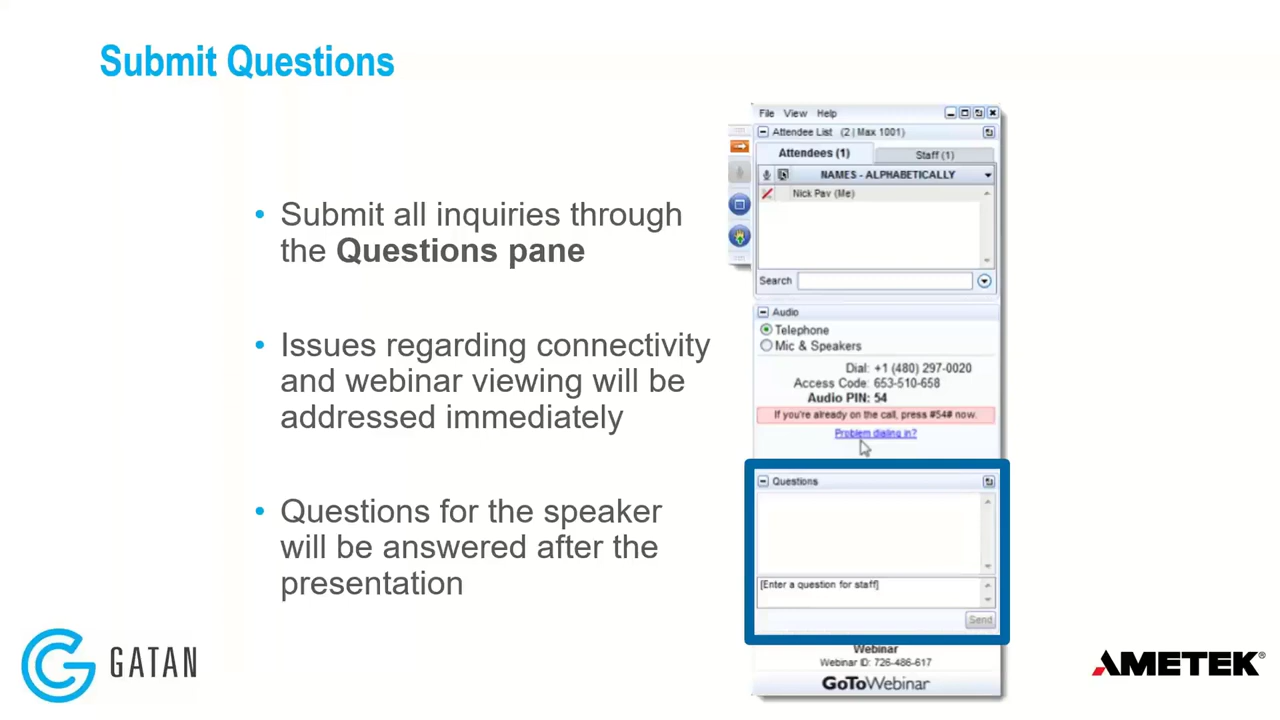 Submit Questions
• Submit all inquiries through
the Questions pane
• Issues regarding connectivity
and webinar viewing will be
addressed immediately
• Questions for the speaker
will be answered after the
presentation
File View Help
Attendee List (2 | Max 1001)
Attendees (1) Staff (1)
NAMES - ALPHABETICALLY
Nick Pav (Me)
Search
Audio
Telephone
Mic & Speakers
Dial: +1 (480) 297-0020
Access Code: 653-510-658
Audio PIN: 54
If you're already on the call, press #54# now.
Problem dialing in?
Questions
[Enter a question for staff]
Send
Webinar
Webinar ID: 726-486-617
GoToWebinar
GATAN
AMETEK®